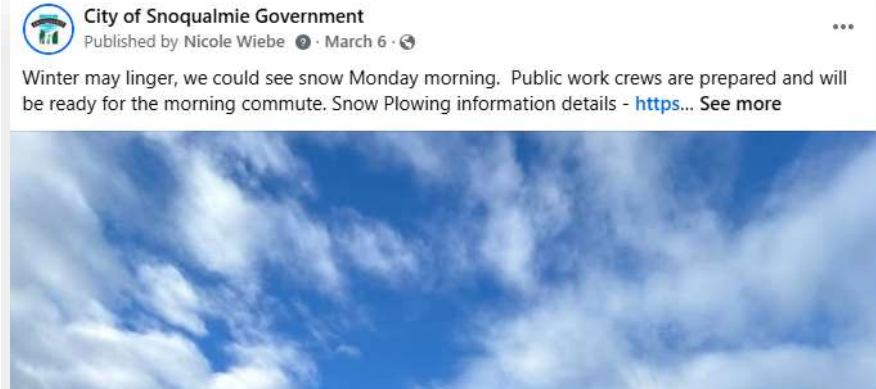 City of Snoqualmie Government
Published by Nicole Wiebe · March 6 ·
Winter may linger, we could see snow Monday morning.  Public work crews are prepared and will
be ready for the morning commute. Snow Plowing information details - https... See more